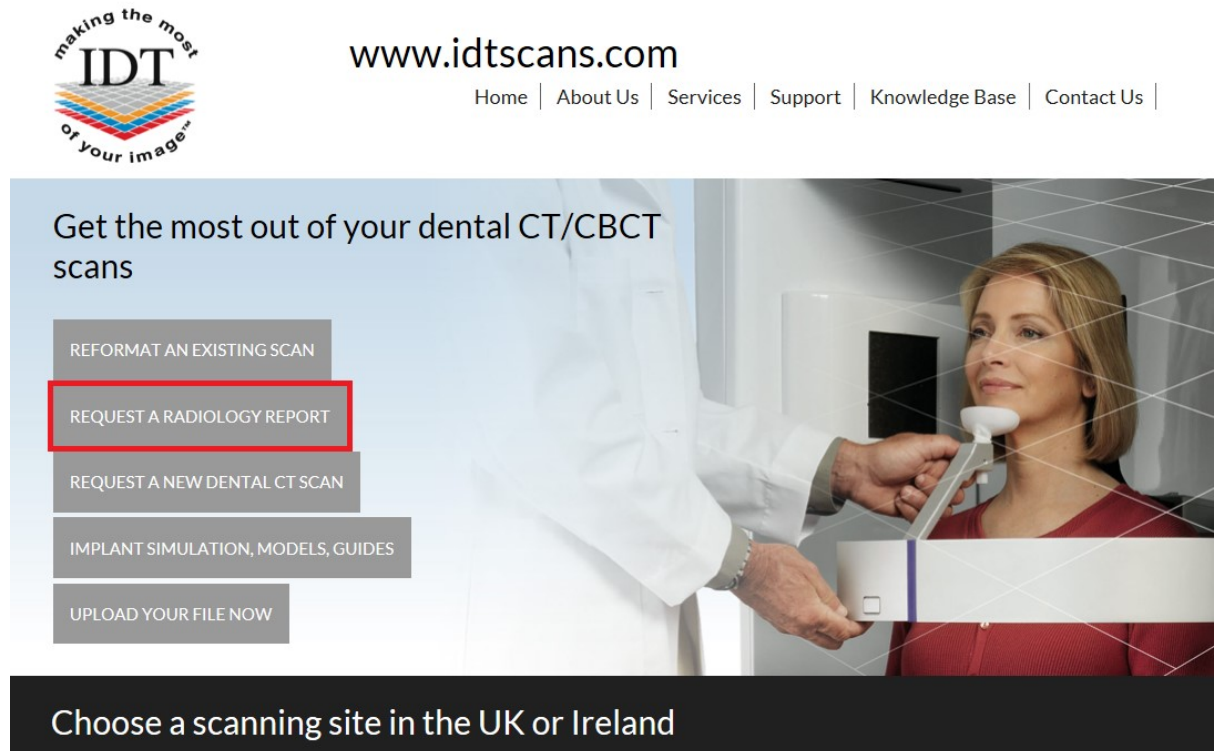 making the most
IDT
of your image™
www.idtscans.com
Home | About Us | Services | Support | Knowledge Base | Contact Us |
Get the most out of your dental CT/CBCT
scans
REFORMAT AN EXISTING SCAN
REQUEST A RADIOLOGY REPORT
REQUEST A NEW DENTAL CT SCAN
IMPLANT SIMULATION, MODELS, GUIDES
UPLOAD YOUR FILE NOW
Choose a scanning site in the UK or Ireland